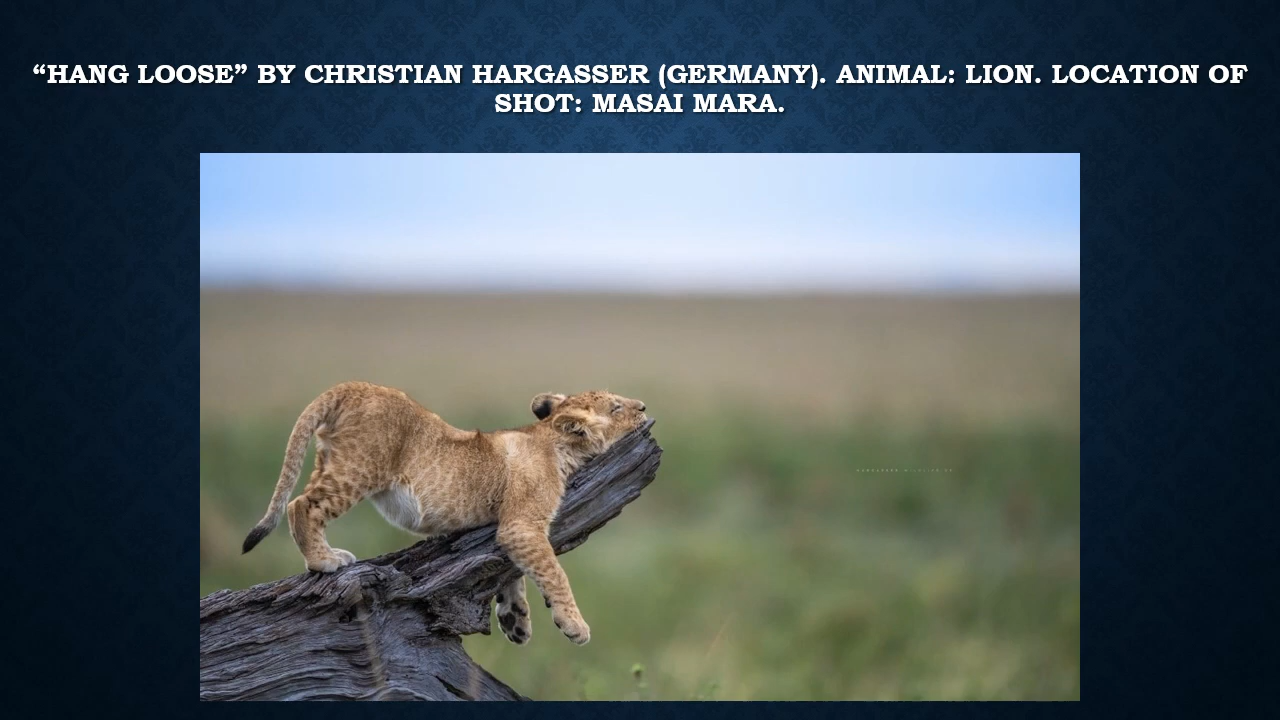 “HANG LOOSE” BY CHRISTIAN HARGASSER (GERMANY). ANIMAL: LION. LOCATION OF
SHOT: MASAI MARA.